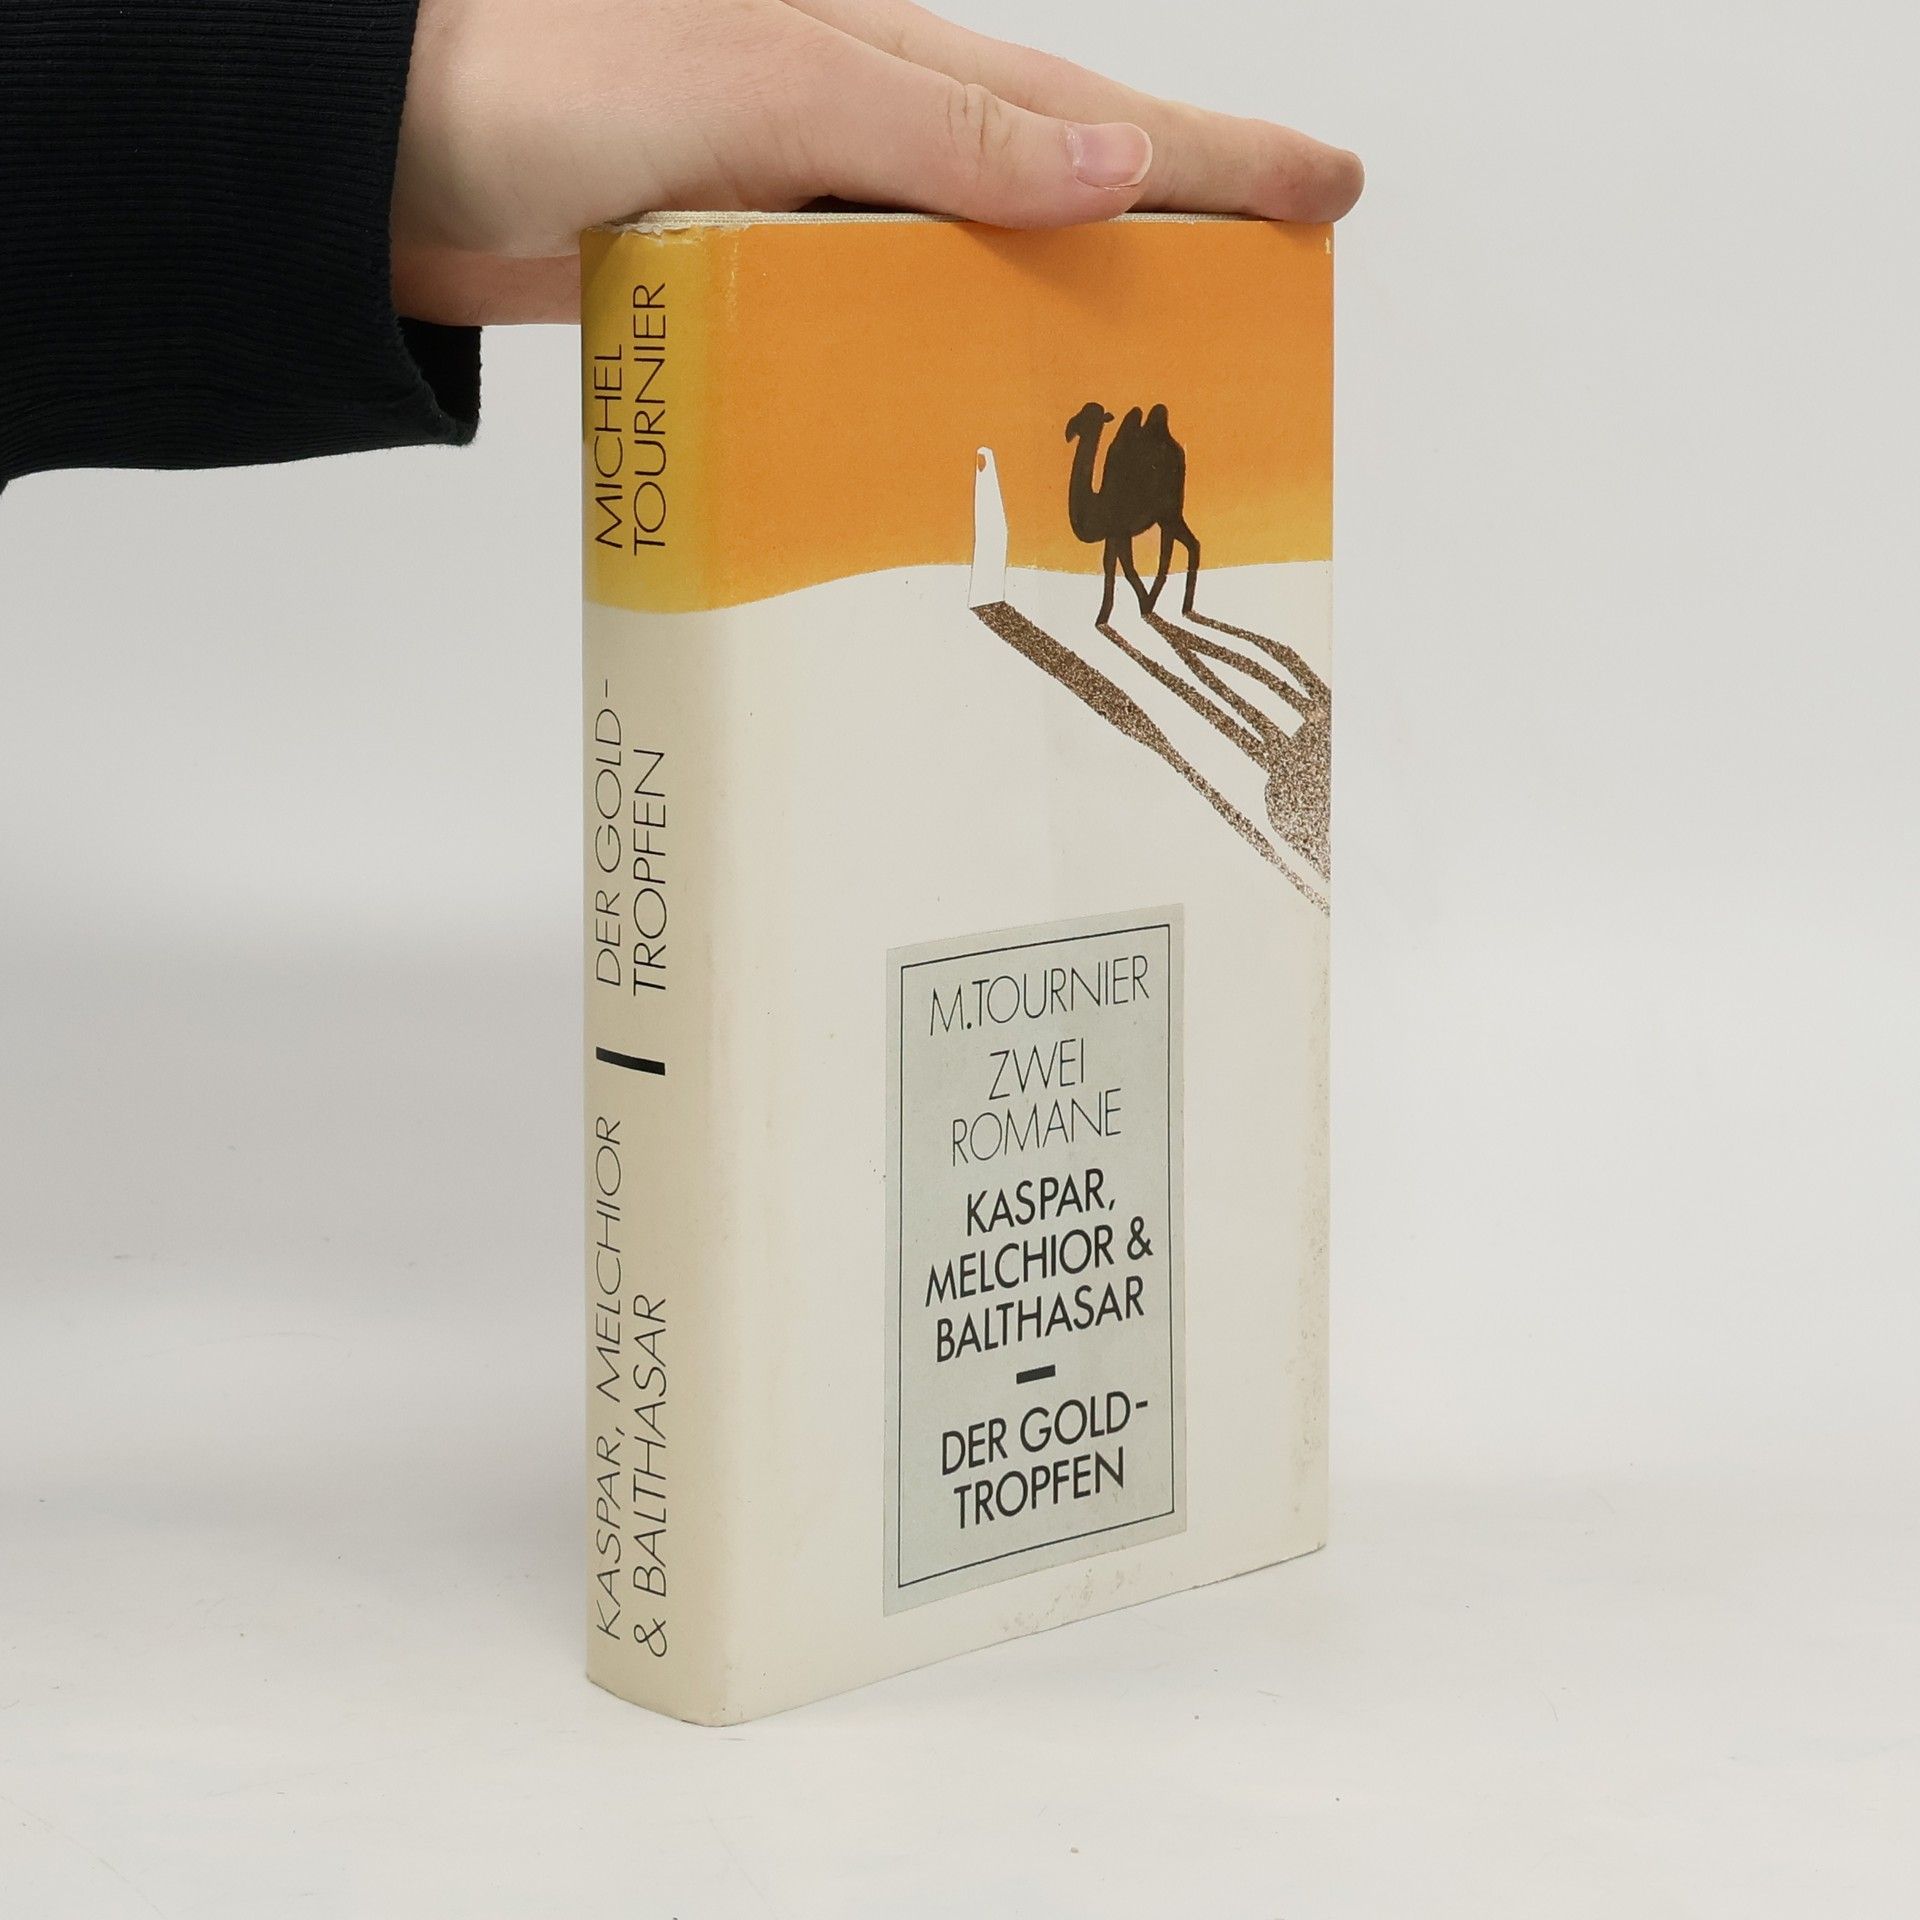 MICHEL
TOURNIER
DER GOLD-
TROPFEN
KASPAR, MELCHIOR
& BALTHASAR
M.TOURNIER
ZWEI
ROMANE
KASPAR,
MELCHIOR &
BALTHASAR
DER GOLD-
TROPFEN